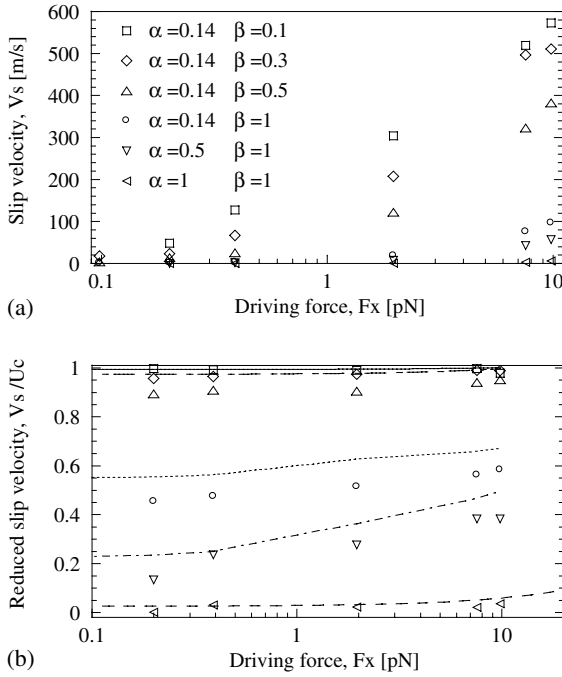 600
500
400
300
200
100
0
Slip velocity, Vs [m/s]
α=0.14 β=0.1
α=0.14 β=0.3
α=0.14 β=0.5
α=0.14 β=1
α=0.5 β=1
α=1 β=1
0.1 1 10
(a) Driving force, Fx [pN]
1
0.8
0.6
0.4
0.2
0
Reduced slip velocity, Vs/Uc
0.1 1 10
(b) Driving force, Fx [pN]